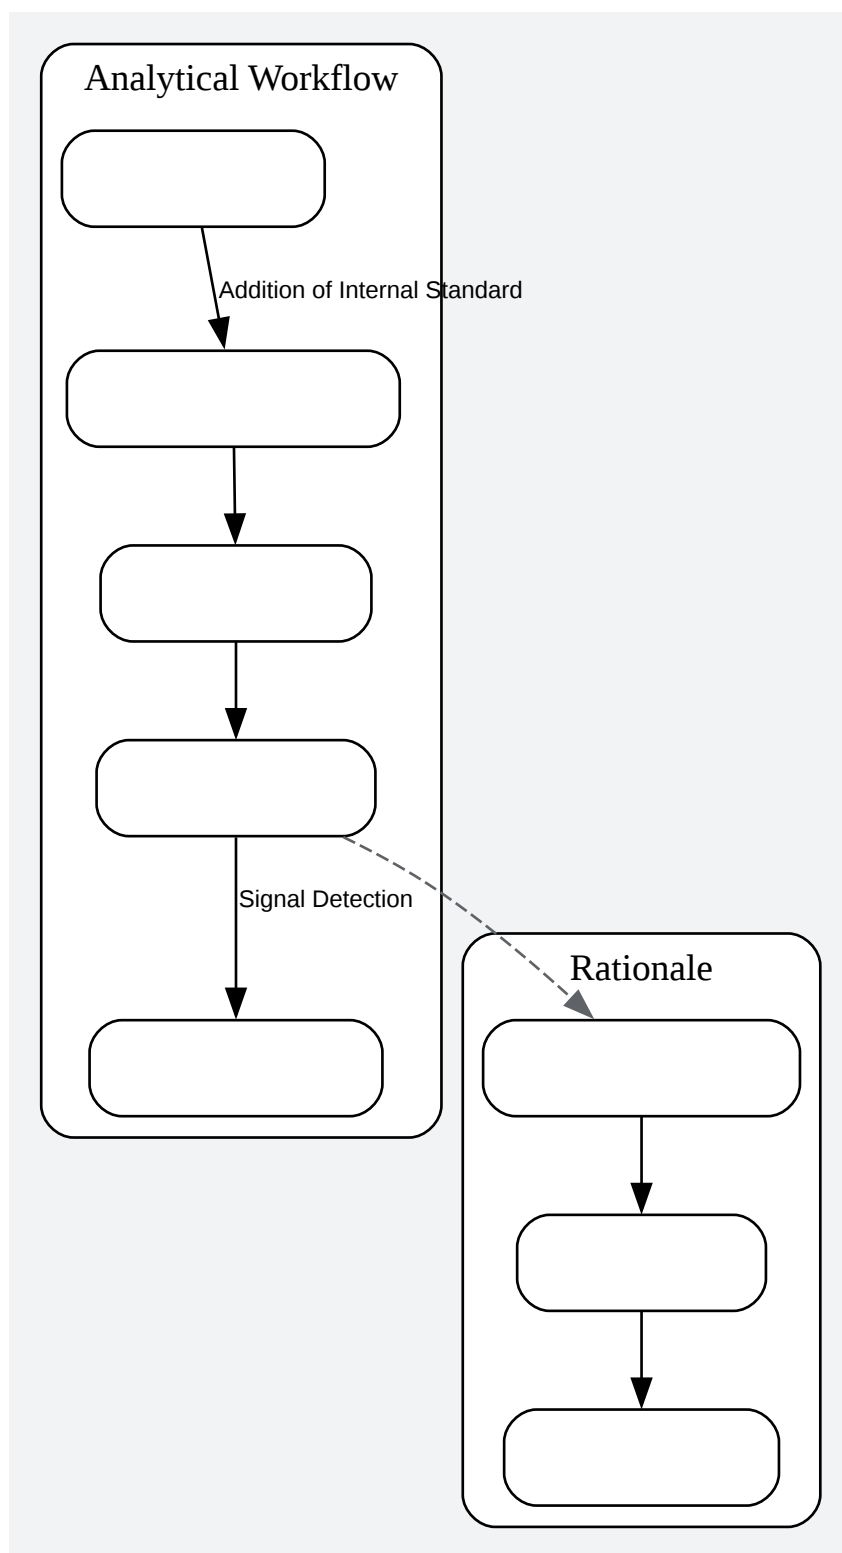 Analytical Workflow
Addition of Internal Standard
Signal Detection
Rationale